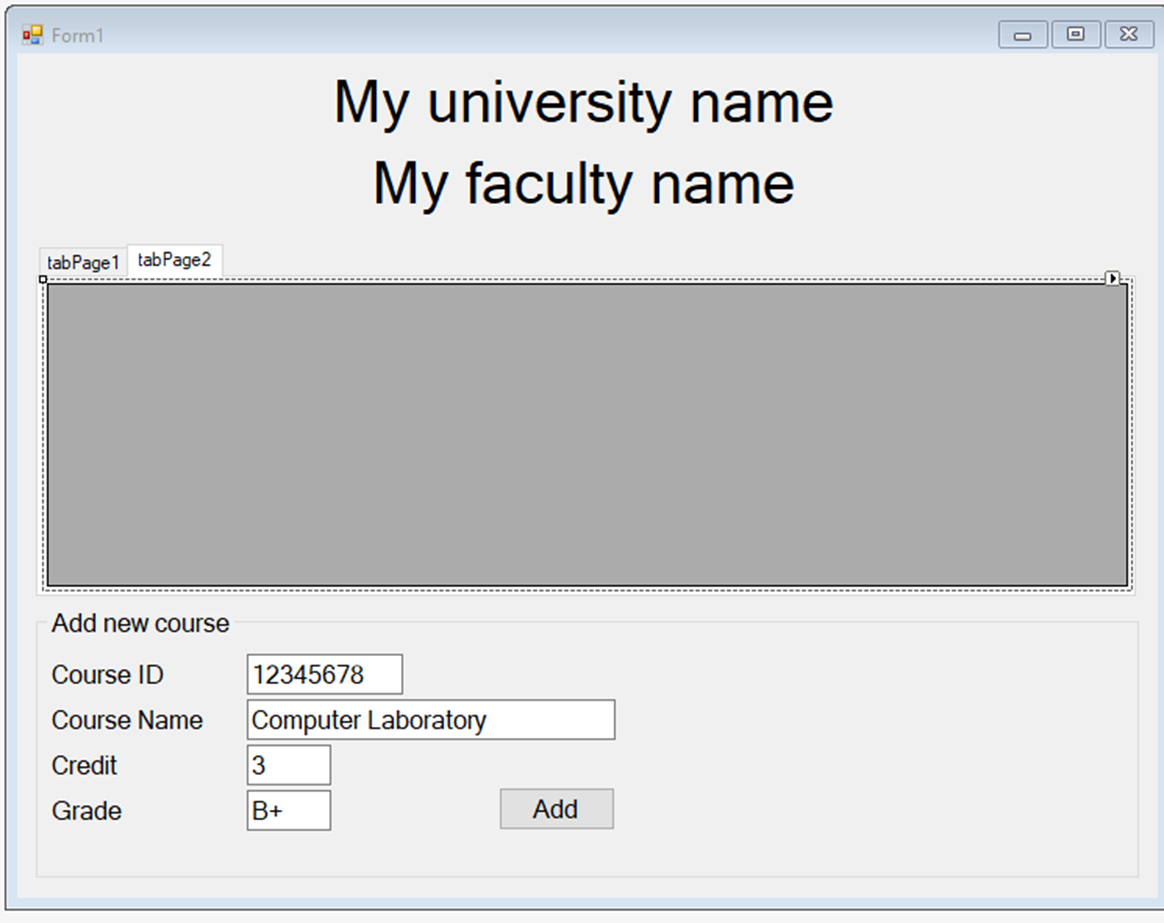 Form1
My university name
My faculty name
tabPage1 tabPage2
Add new course
Course ID 12345678
Course Name Computer Laboratory
Credit 3
Grade B+ Add